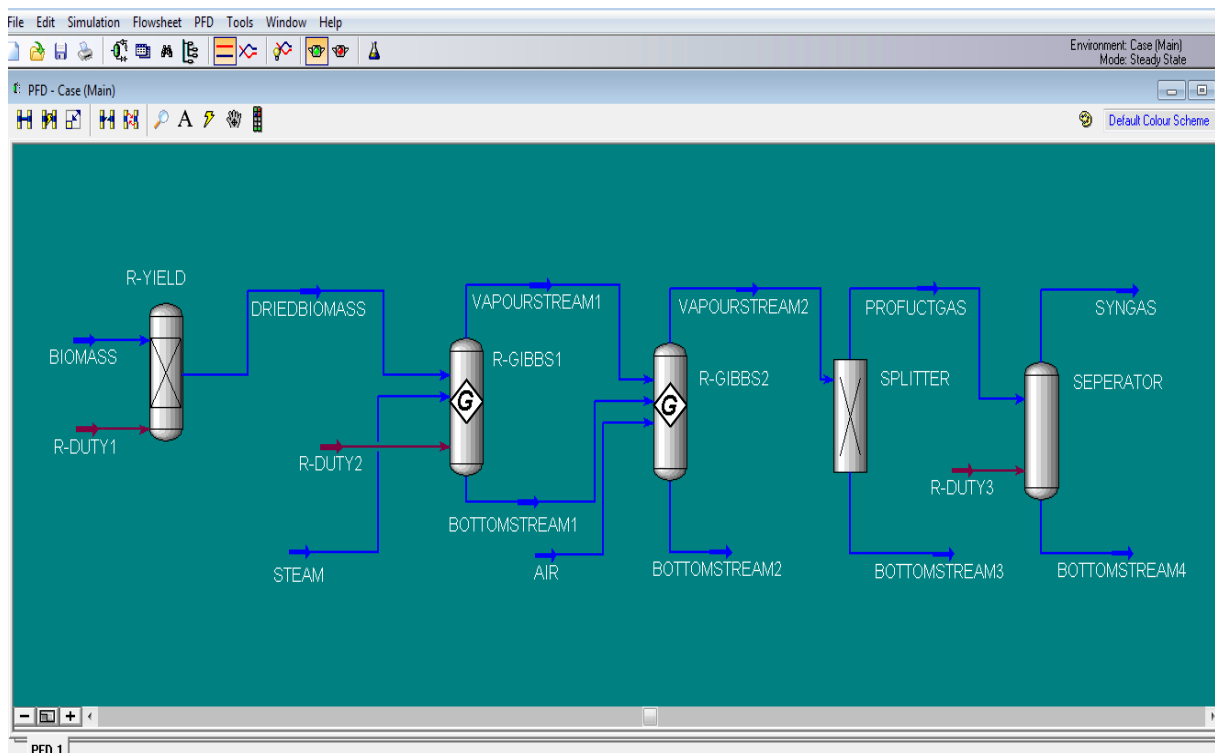 File Edit Simulation Flowsheet PFD Tools Window Help
Environment: Case (Main)
Mode: Steady State
PFD - Case (Main)
A
Default Colour Scheme
R-YIELD
DRIEDBIOMASS
BIOMASS
R-DUTY1
VAPOURSTREAM1
R-GIBBS1
G
R-DUTY2
BOTTOMSTREAM1
STEAM
VAPOURSTREAM2
R-GIBBS2
G
AIR
BOTTOMSTREAM2
PROFUCTGAS
SPLITTER
BOTTOMSTREAM3
SYNGAS
SEPERATOR
R-DUTY3
BOTTOMSTREAM4
PFD 1